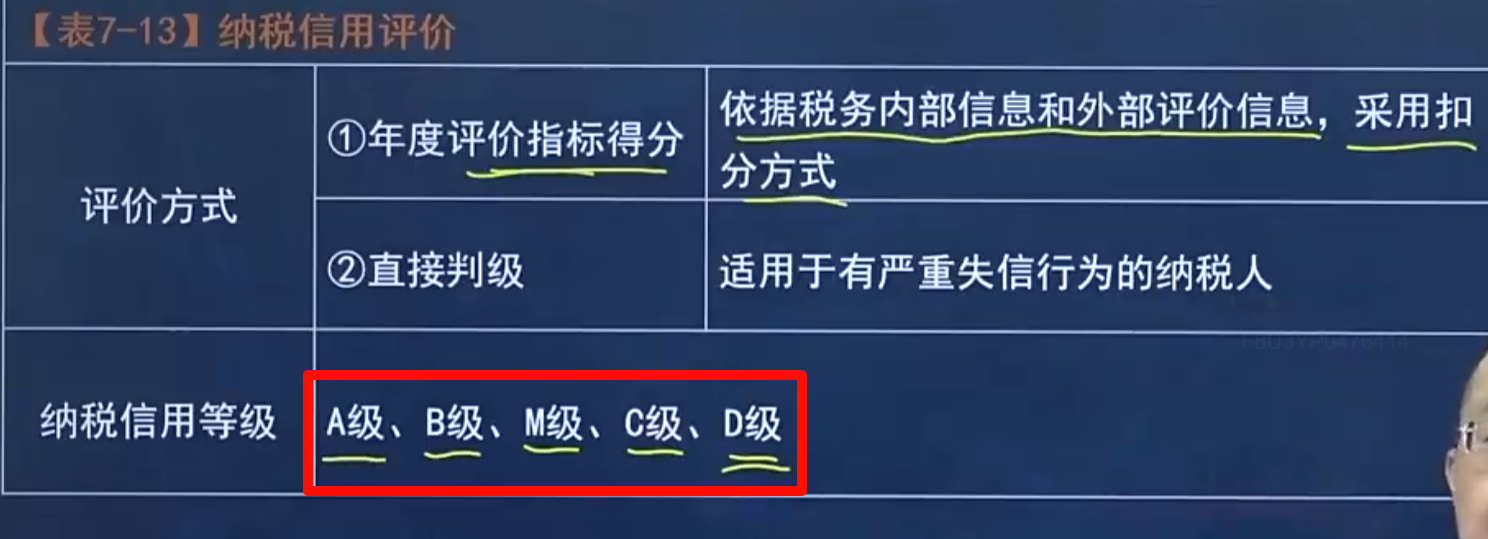 【表7-13】纳税信用评价
评价方式
①年度评价指标得分
依据税务内部信息和外部评价信息，采用扣
分方式
②直接判级
适用于有严重失信行为的纳税人
纳税信用等级
A级、B级、M级、C级、D级